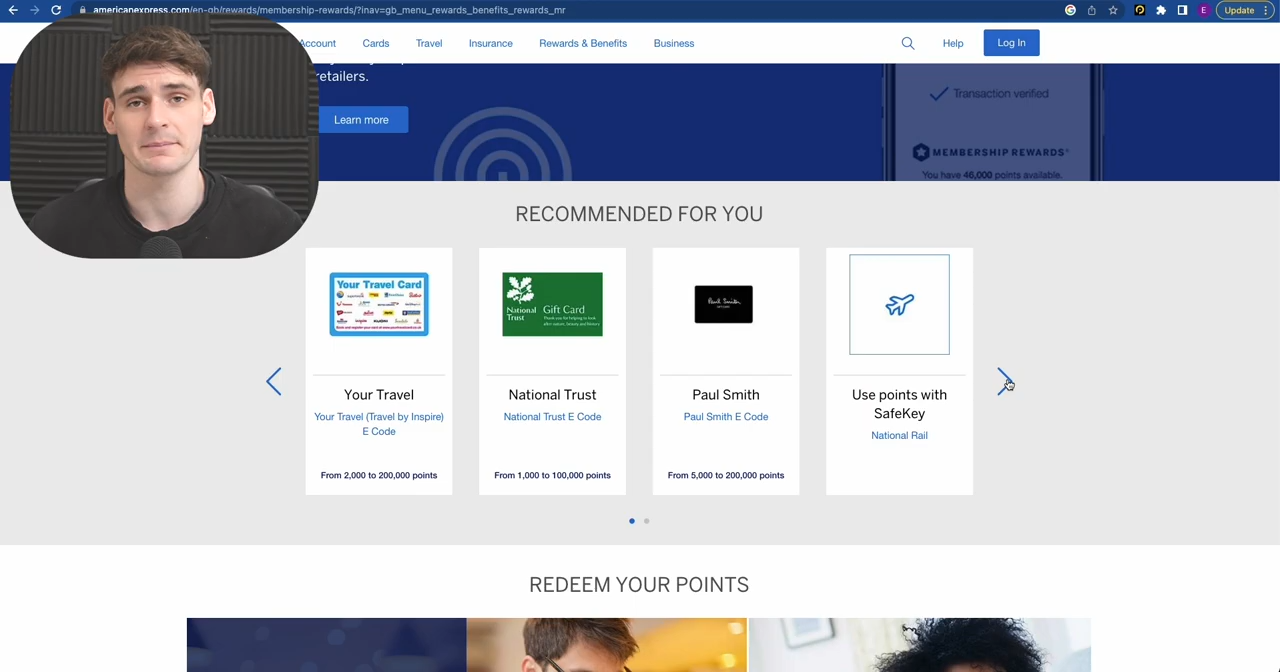 americanexpress.com/en-gb/rewards/membership-rewards/?inav=gb_menu_rewards_benefits_rewards_mr
E
Update
Account
Cards
Travel
Insurance
Rewards & Benefits
Business
Help
Log In
retailers.
Learn more
Transaction verified
MEMBERSHIP REWARDS®
You have 46,000 points available.
RECOMMENDED FOR YOU
Your Travel Card
National
Trust
Gift Card
Paul Smith
Your Travel
Your Travel (Travel by Inspire)
E Code
From 2,000 to 200,000 points
National Trust
National Trust E Code
From 1,000 to 100,000 points
Paul Smith
Paul Smith E Code
From 5,000 to 200,000 points
Use points with
SafeKey
National Rail
REDEEM YOUR POINTS